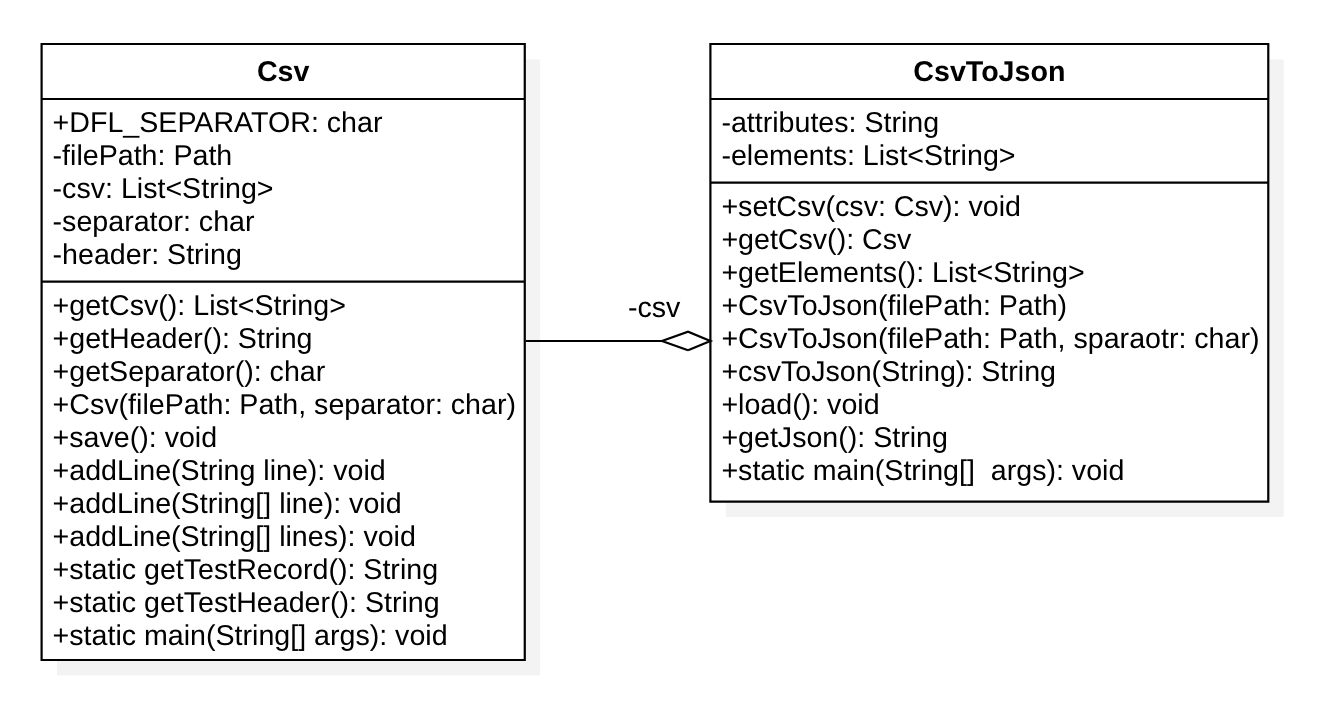 Csv
+DFL_SEPARATOR: char
-filePath: Path
-csv: List<String>
-separator: char
-header: String
+getCsv(): List<String>
+getHeader(): String
+getSeparator(): char
+Csv(filePath: Path, separator: char)
+save(): void
+addLine(String line): void
+addLine(String[] line): void
+addLine(String[] lines): void
+static getTestRecord(): String
+static getTestHeader(): String
+static main(String[] args): void
-csv
CsvToJson
-attributes: String
-elements: List<String>
+setCsv(csv: Csv): void
+getCsv(): Csv
+getElements(): List<String>
+CsvToJson(filePath: Path)
+CsvToJson(filePath: Path, sparaotr: char)
+csvToJson(String): String
+load(): void
+getJson(): String
+static main(String[]  args): void